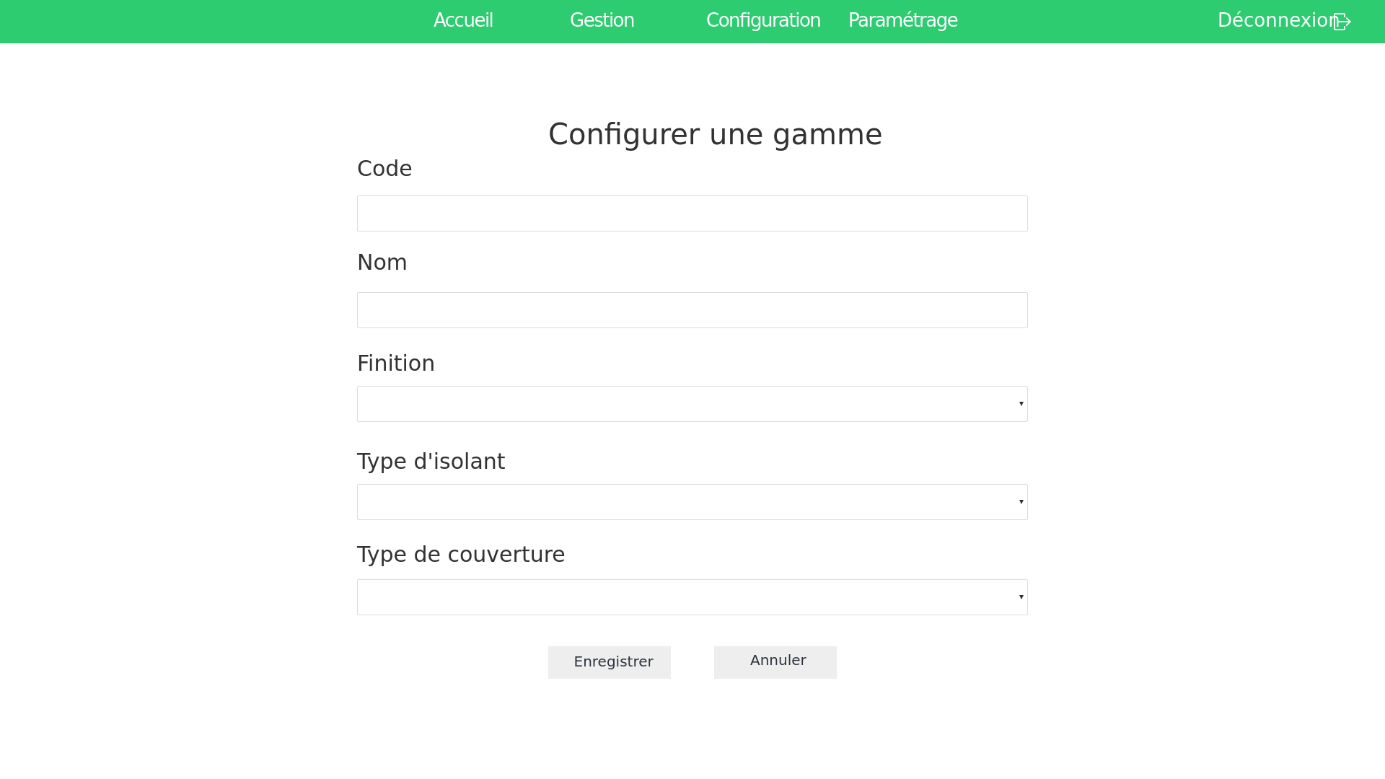 Accueil Gestion Configuration Paramétrage Déconnexion
Configurer une gamme
Code
Nom
Finition
Type d'isolant
Type de couverture
Enregistrer Annuler